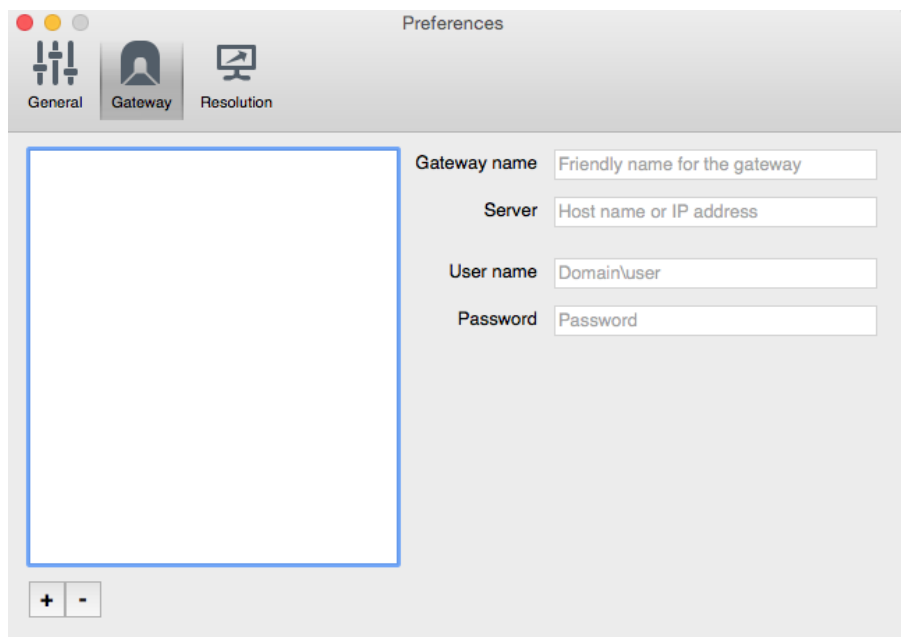 Preferences
General Gateway Resolution
Gateway name Friendly name for the gateway
Server Host name or IP address
User name Domain\user
Password Password
+ -